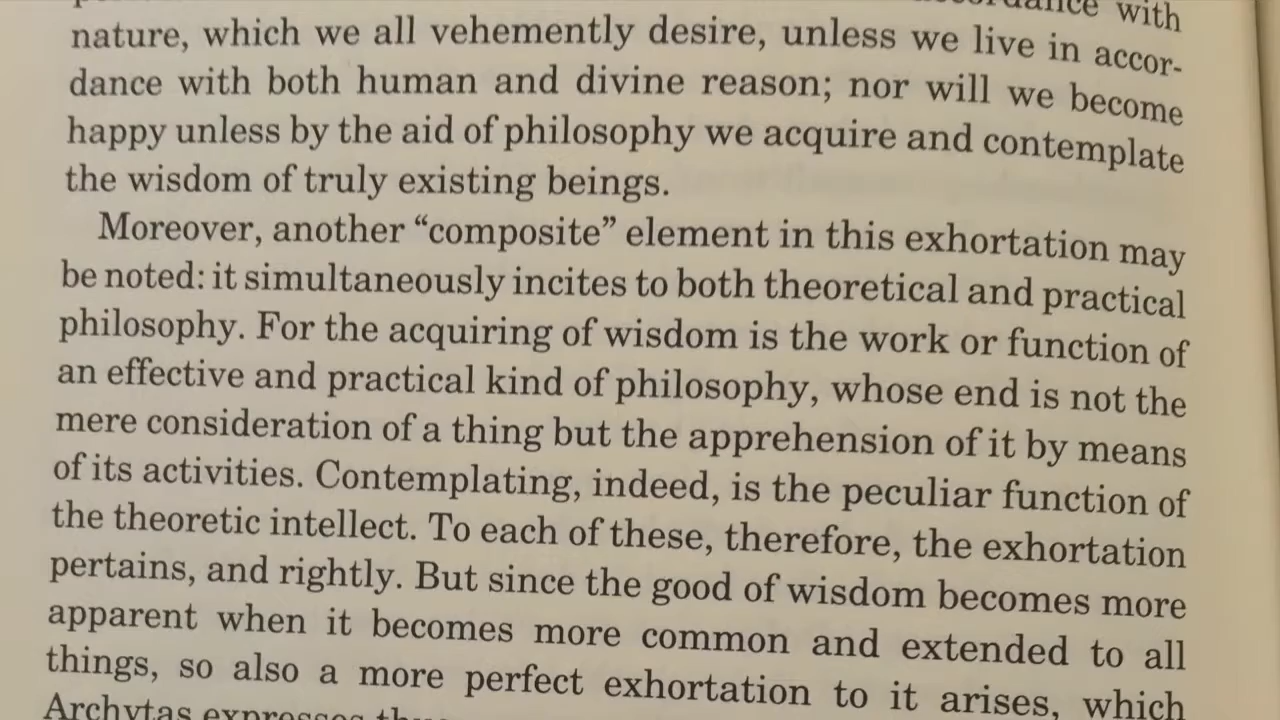 with
nature, which we all vehemently desire, unless we live in accor-
dance with both human and divine reason; nor will we become
happy unless by the aid of philosophy we acquire and contemplate
the wisdom of truly existing beings.
Moreover, another “composite” element in this exhortation may
be noted: it simultaneously incites to both theoretical and practical
philosophy. For the acquiring of wisdom is the work or function of
an effective and practical kind of philosophy, whose end is not the
mere consideration of a thing but the apprehension of it by means
of its activities. Contemplating, indeed, is the peculiar function of
the theoretic intellect. To each of these, therefore, the exhortation
pertains, and rightly. But since the good of wisdom becomes more
apparent when it becomes more common and extended to all
things, so also a more perfect exhortation to it arises, which
Archytas expresses